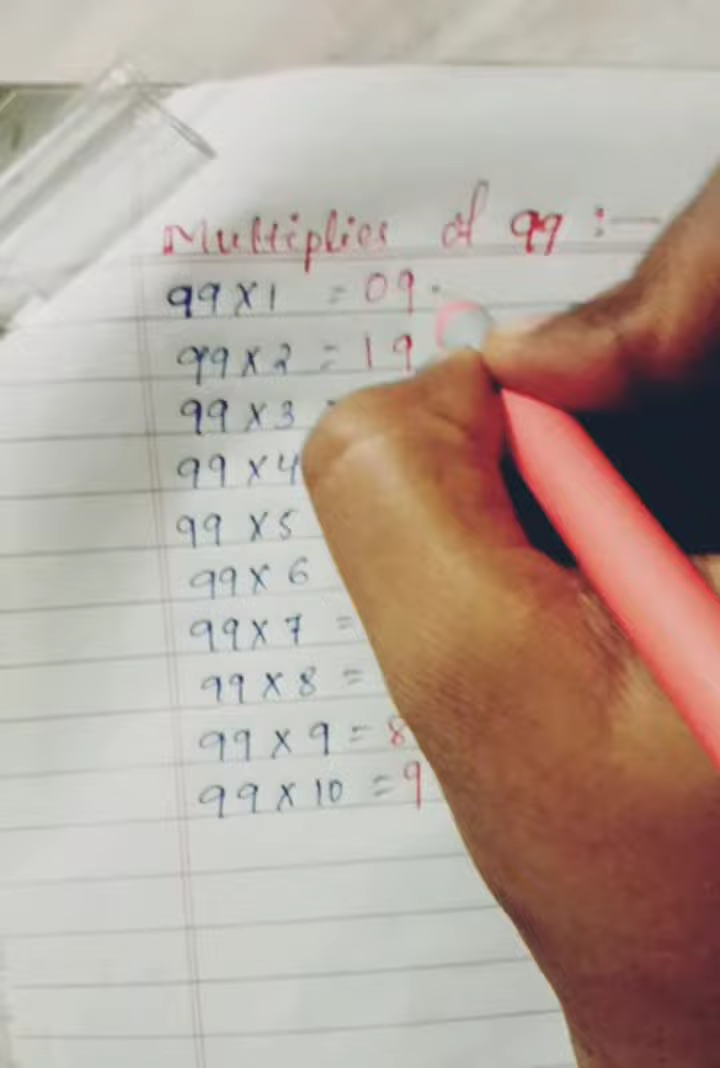 Multiplies of 99 :—
99 X 1 = 09
99 X 2 = 19
99 X 3
99 X 4
99 X 5
99 X 6
99 X 7 =
99 X 8 =
99 X 9 = 8
99 X 10 = 9